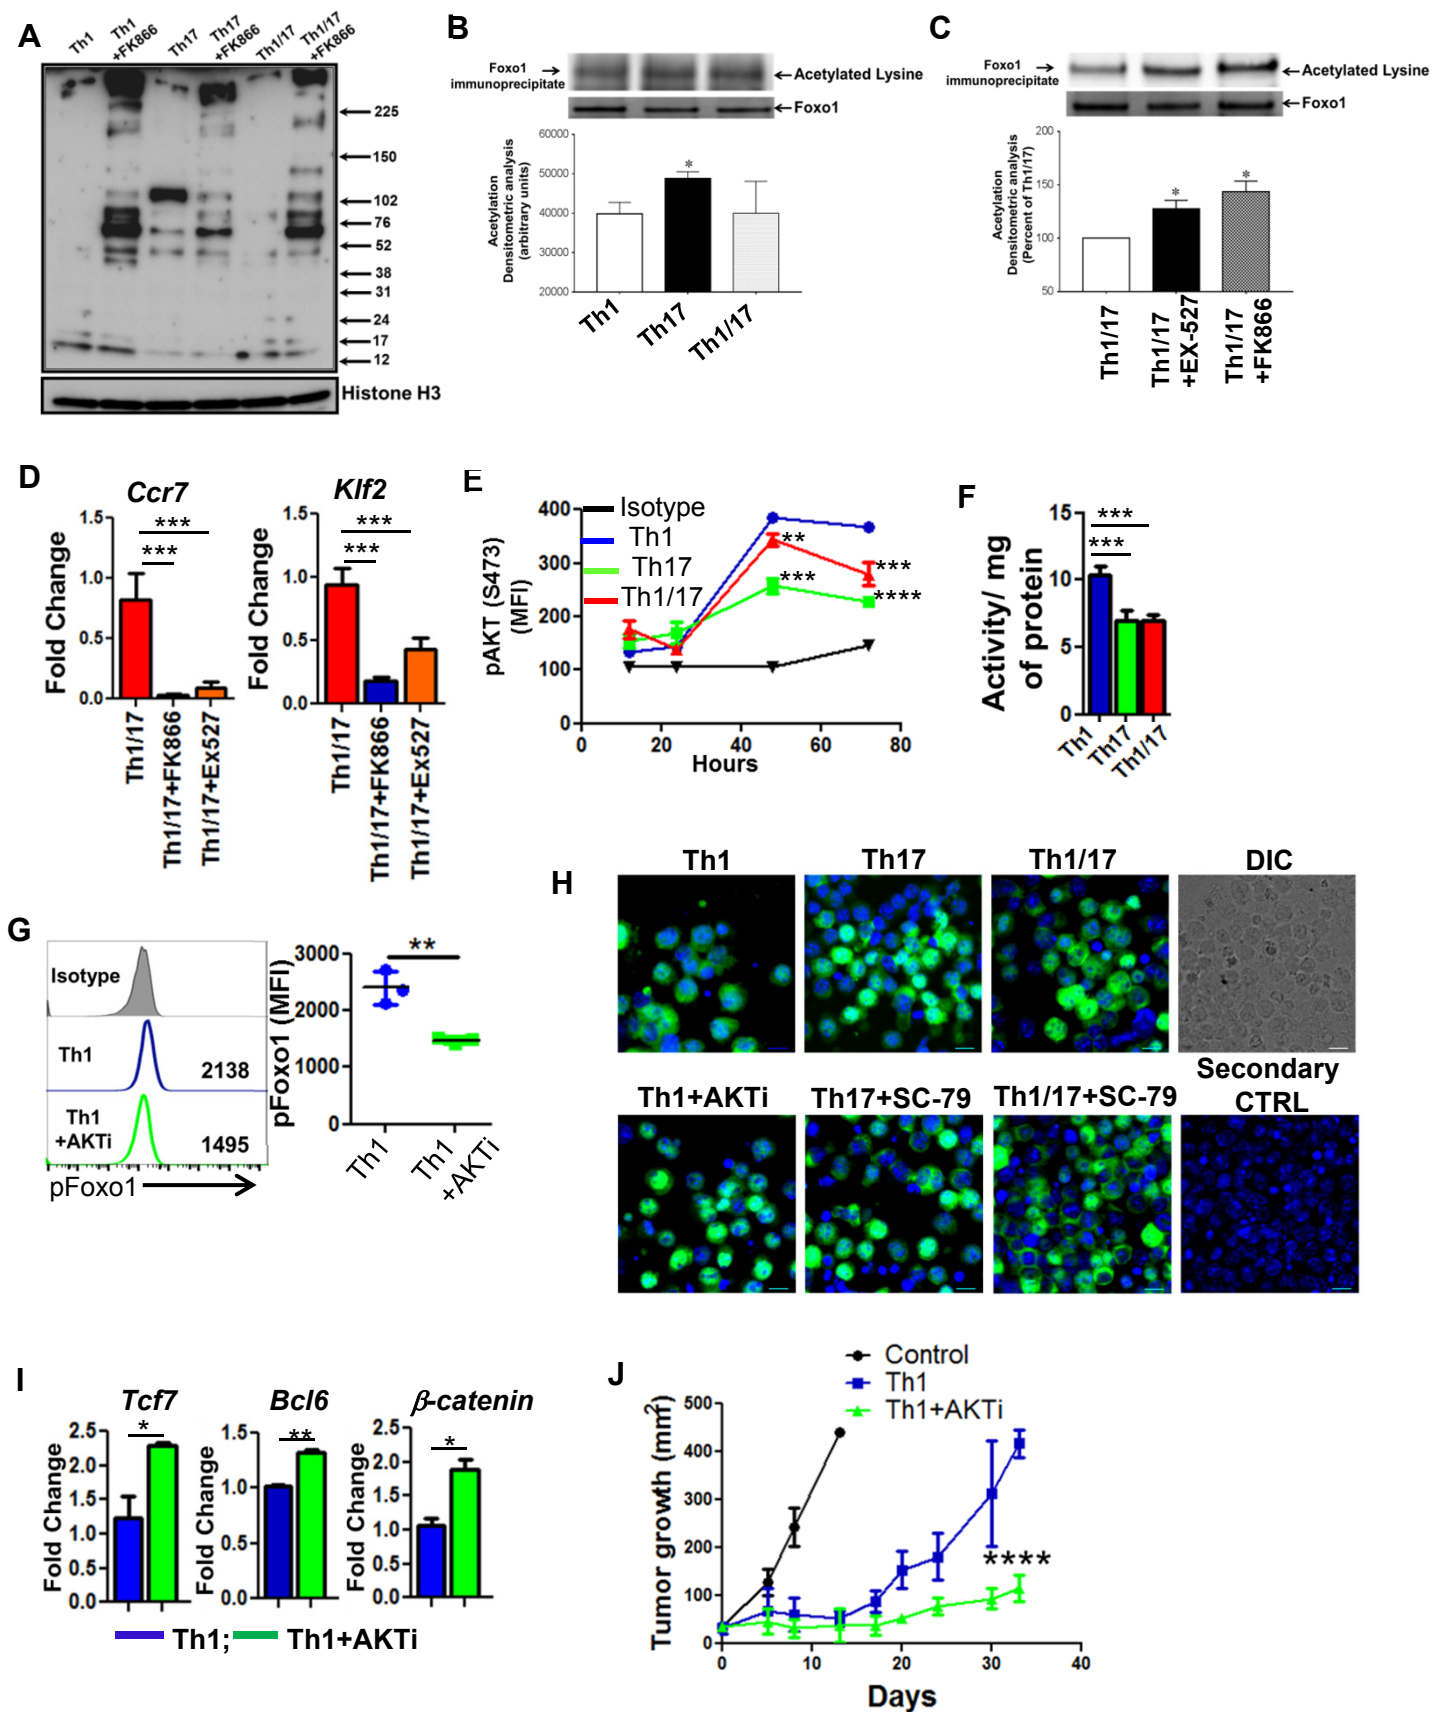 A
Th1
Th1
+FK866
Th17
Th17
+FK866
Th1/17
Th1/17
+FK866
225
150
102
76
52
38
31
24
17
12
Histone H3
B
Foxo1
immunoprecipitate
Acetylated Lysine
Foxo1
Acetylation
Densitometric analysis
(arbitrary units)
60000
50000
40000
30000
20000
*
Th1
Th17
Th1/17
C
Foxo1
immunoprecipitate
Acetylated Lysine
Foxo1
Acetylation
Densitometric analysis
(Percent of Th1/17)
200
150
100
50
*
*
Th1/17
Th1/17
+EX-527
Th1/17
+FK866
D
Ccr7
Fold Change
1.5
1.0
0.5
0.0
***
***
Th1/17
Th1/17+FK866
Th1/17+Ex527
Klf2
Fold Change
1.5
1.0
0.5
0.0
***
***
Th1/17
Th1/17+FK866
Th1/17+Ex527
E
pAKT (S473)
(MFI)
400
300
200
100
0
Isotype
Th1
Th17
Th1/17
**
***
***
****
0 20 40 60 80
Hours
F
Activity/ mg
of protein
15
10
5
0
***
***
Th1
Th17
Th1/17
G
Isotype
Th1
2138
Th1
+AKTi
1495
pFoxo1
pFoxo1 (MFI)
3000
2000
1000
0
**
Th1
Th1
+AKTi
H
Th1
Th17
Th1/17
DIC
Th1+AKTi
Th17+SC-79
Th1/17+SC-79
Secondary
CTRL
I
Tcf7
Fold Change
2.5
2.0
1.5
1.0
0.5
0.0
*
Bcl6
Fold Change
1.5
1.0
0.5
0.0
**
β-catenin
Fold Change
2.5
2.0
1.5
1.0
0.5
0.0
*
Th1; Th1+AKTi
J
Control
Th1
Th1+AKTi
Tumor growth (mm2)
500
400
300
200
100
0
****
0 10 20 30 40
Days